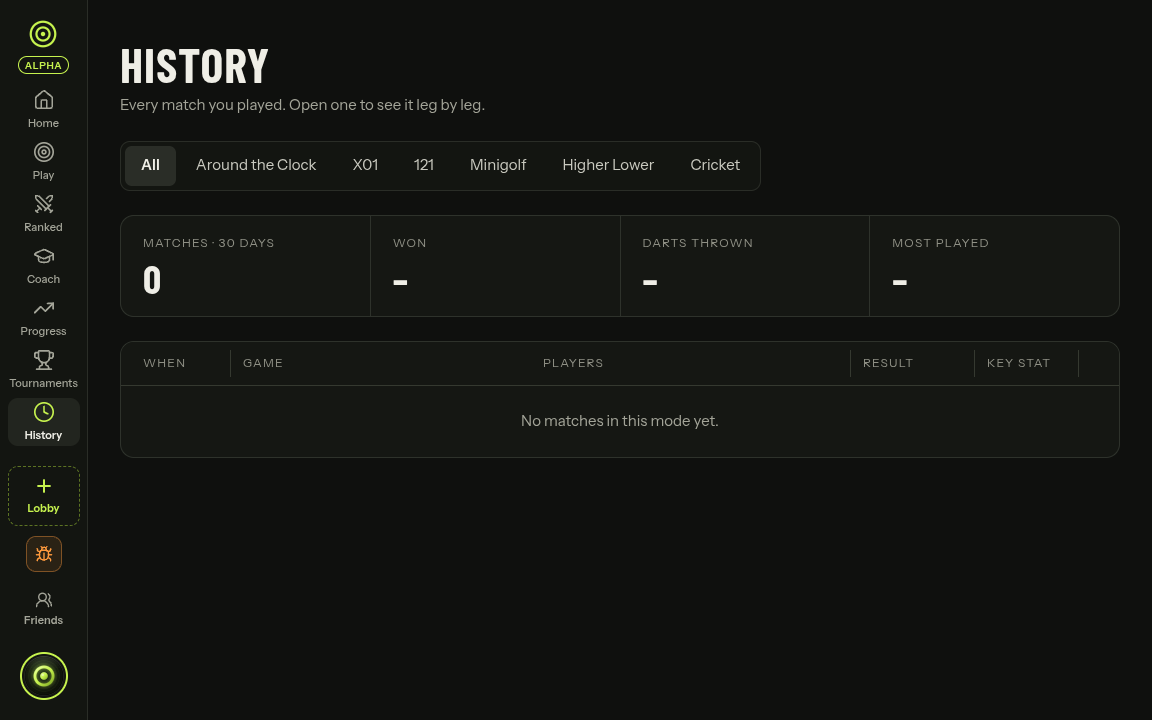 ALPHA
Home
Play
Ranked
Coach
Progress
Tournaments
History
Lobby
Friends
HISTORY
Every match you played. Open one to see it leg by leg.
All Around the Clock X01 121 Minigolf Higher Lower Cricket
MATCHES · 30 DAYS WON DARTS THROWN MOST PLAYED
0 – – –
WHEN GAME PLAYERS RESULT KEY STAT
No matches in this mode yet.